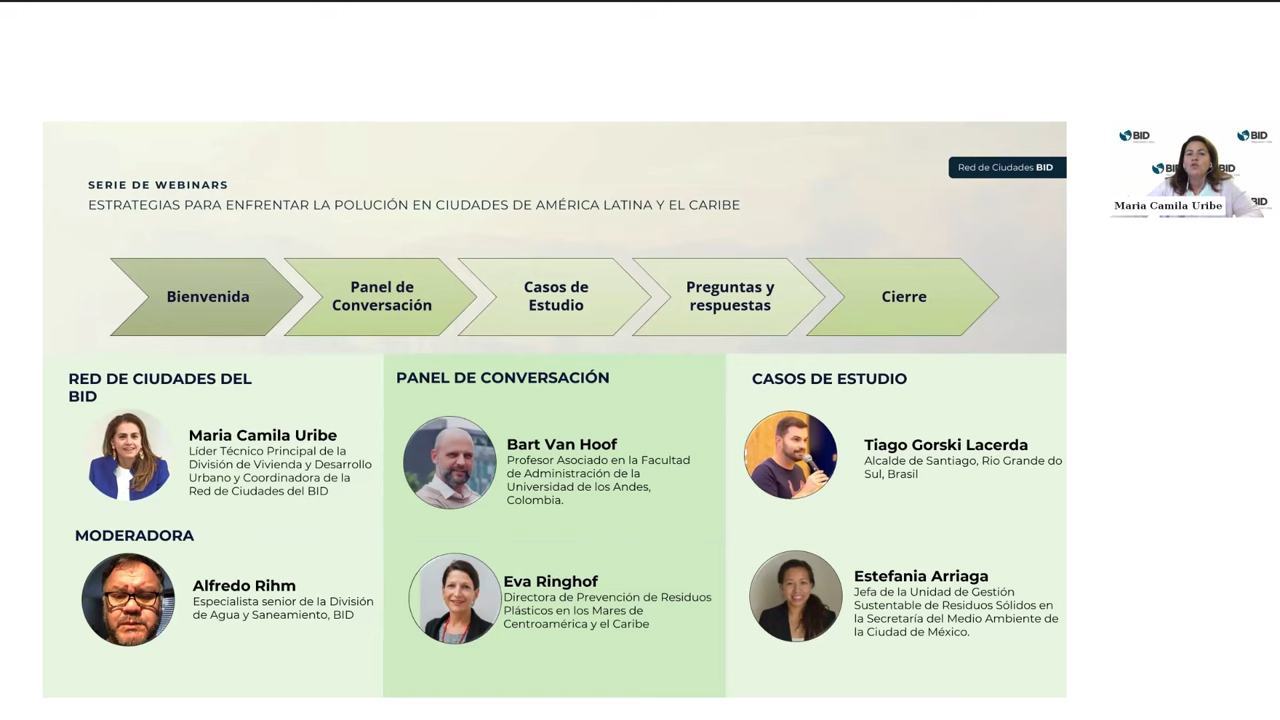 SERIE DE WEBINARS
ESTRATEGIAS PARA ENFRENTAR LA POLUCIÓN EN CIUDADES DE AMÉRICA LATINA Y EL CARIBE
Red de Ciudades BID
Bienvenida
Panel de
Conversación
Casos de
Estudio
Preguntas y
respuestas
Cierre
RED DE CIUDADES DEL
BID
Maria Camila Uribe
Líder Técnico Principal de la
División de Vivienda y Desarrollo
Urbano y Coordinadora de la
Red de Ciudades del BID
MODERADORA
Alfredo Rihm
Especialista senior de la División
de Agua y Saneamiento, BID
PANEL DE CONVERSACIÓN
Bart Van Hoof
Profesor Asociado en la Facultad
de Administración de la
Universidad de los Andes,
Colombia.
Eva Ringhof
Directora de Prevención de Residuos
Plásticos en los Mares de
Centroamérica y el Caribe
CASOS DE ESTUDIO
Tiago Gorski Lacerda
Alcalde de Santiago, Rio Grande do
Sul, Brasil
Estefania Arriaga
Jefa de la Unidad de Gestión
Sustentable de Residuos Sólidos en
la Secretaría del Medio Ambiente de
la Ciudad de México.
BID
BID
BID
BID
BID
Maria Camila Uribe